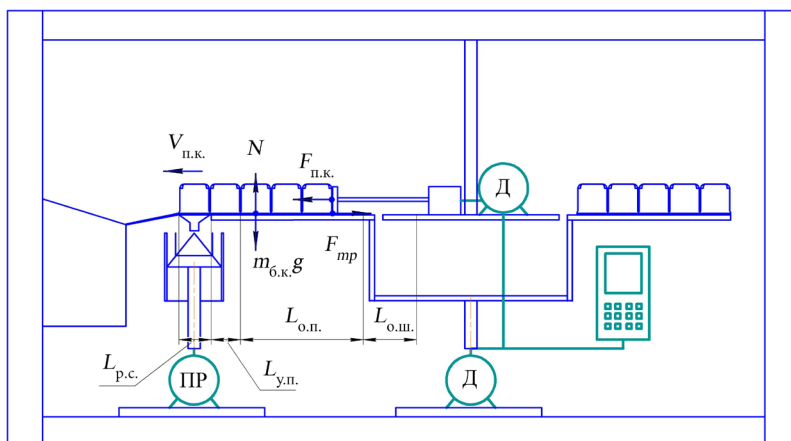 V п.к.
N
F п.к.
Д
F тр
m б.к. g
L о.п.
L о.ш.
L р.с.
L у.п.
ПР
Д